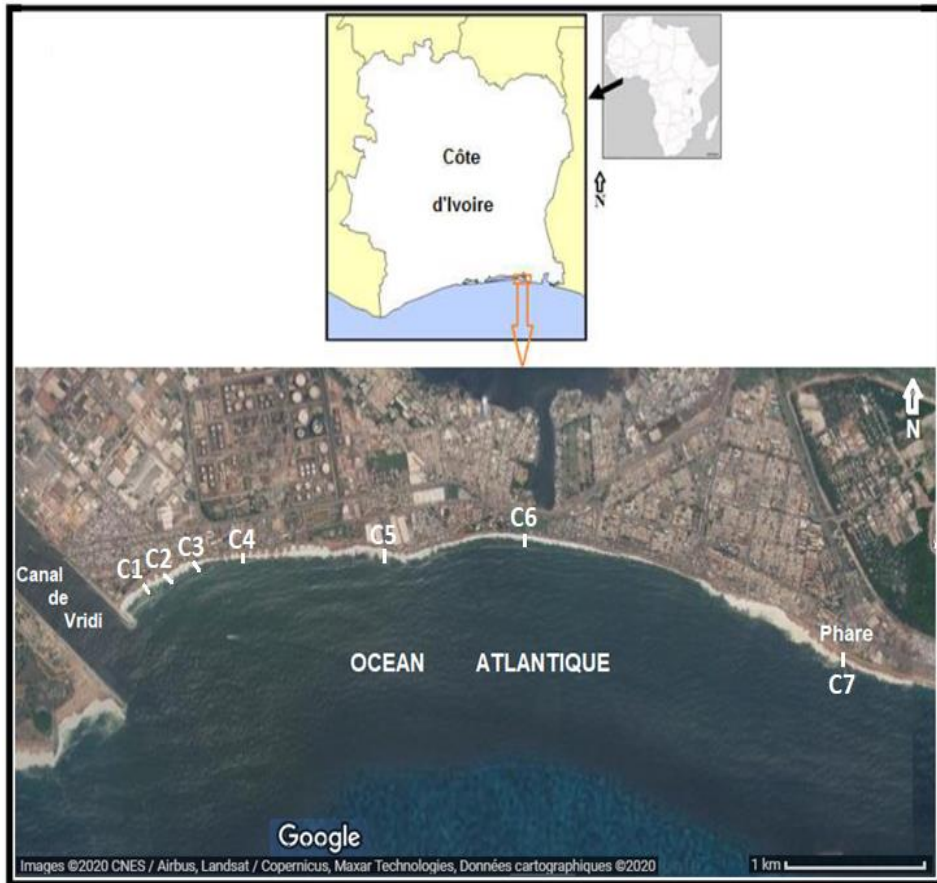 Côte
d'Ivoire
N
N
C1
C2
C3
C4
C5
C6
Canal
de
Vridi
Phare
C7
OCEAN ATLANTIQUE
Google
Images ©2020 CNES / Airbus, Landsat / Copernicus, Maxar Technologies, Données cartographiques ©2020
1 km